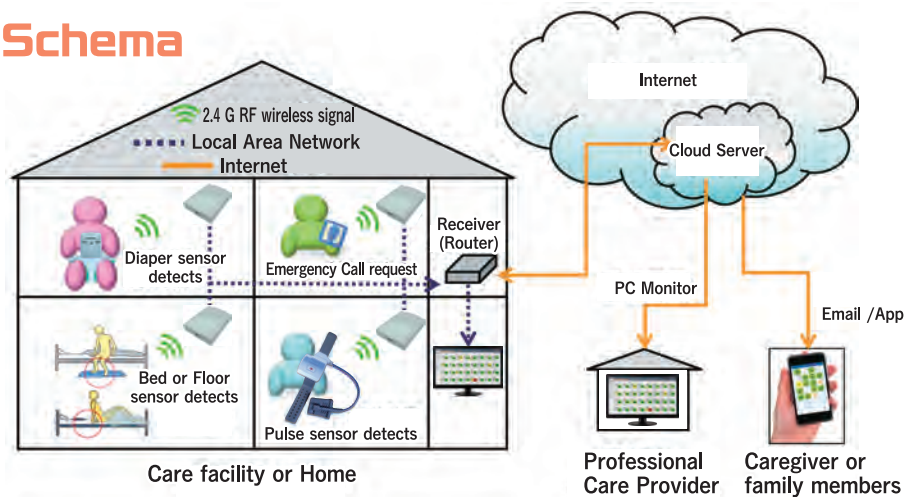 Schema
2.4 G RF wireless signal
Local Area Network
Internet
Diaper sensor
detects
Emergency Call request
Receiver
(Router)
Bed or Floor
sensor detects
Pulse sensor detects
Care facility or Home
Internet
Cloud Server
PC Monitor
Email /App
Professional
Care Provider
Caregiver or
family members